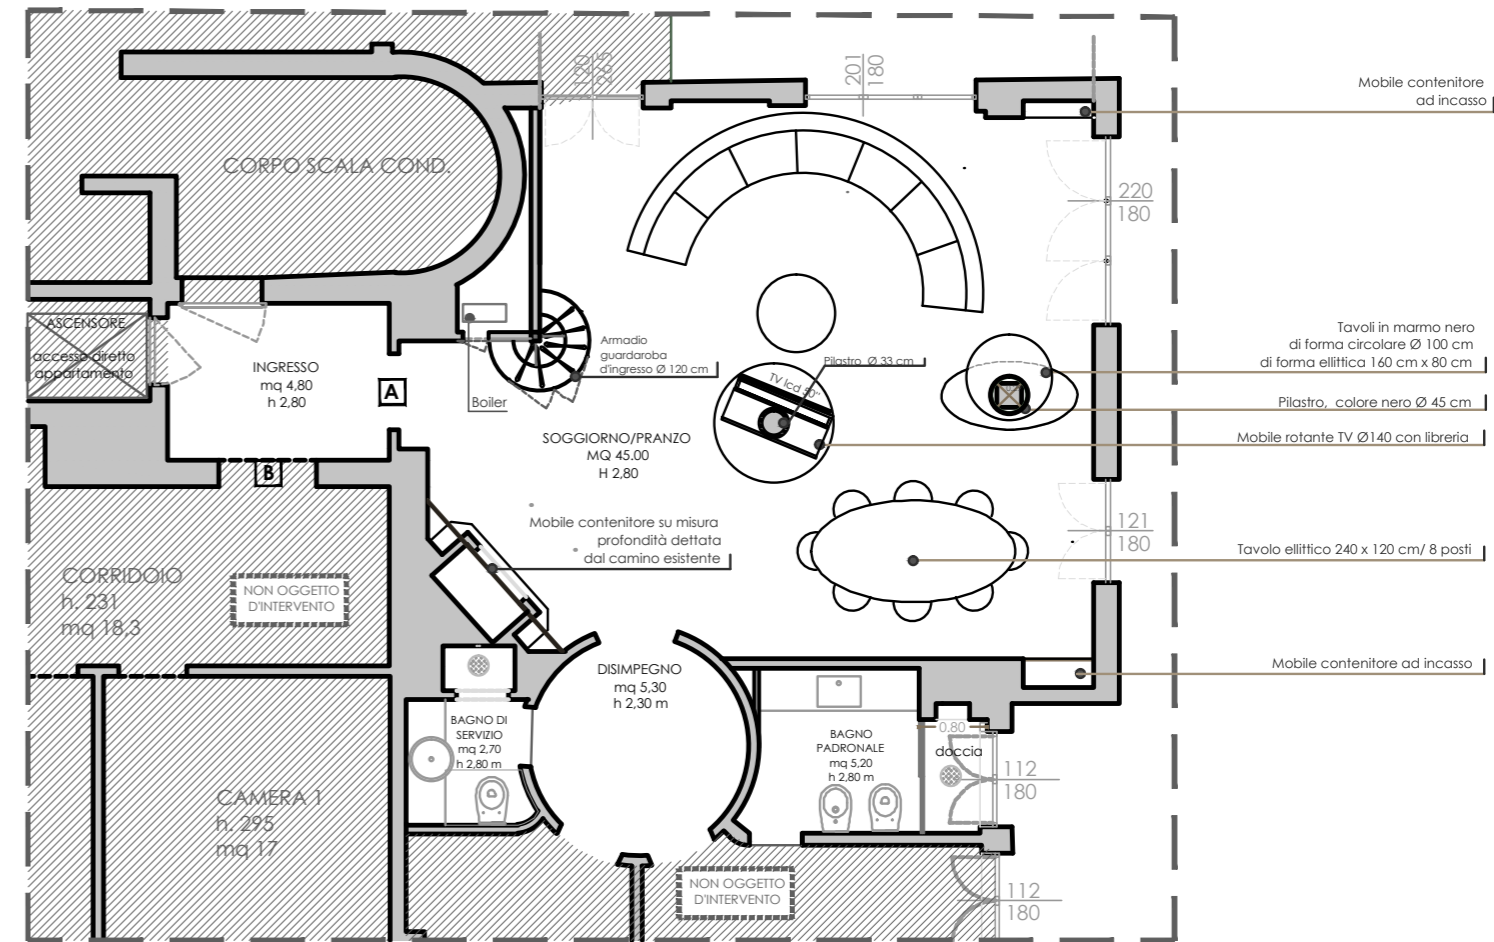 120
205
201
180
Mobile contenitore
ad incasso
CORPO SCALA COND.
220
180
ASCENSORE
accesso diretto
appartamento
INGRESSO
mq 4,80
h 2,80
A
Boiler
Armadio
guardaroba
d'ingresso Ø 120 cm
Pilastro Ø 33 cm
TV lcd 50"
Tavoli in marmo nero
di forma circolare Ø 100 cm
di forma ellittica 160 cm x 80 cm
Pilastro, colore nero Ø 45 cm
Mobile rotante TV Ø140 con libreria
SOGGIORNO/PRANZO
MQ 45.00
H 2,80
B
Mobile contenitore su misura
profondità dettata
dal camino esistente
121
180
Tavolo ellittico 240 x 120 cm/ 8 posti
CORRIDOIO
h. 231
mq 18,3
NON OGGETTO
D'INTERVENTO
DISIMPEGNO
mq 5,30
h 2,30 m
Mobile contenitore ad incasso
BAGNO DI
SERVIZIO
mq 2,70
h 2,80 m
BAGNO
PADRONALE
mq 5,20
h 2,80 m
0,80
doccia
112
180
CAMERA 1
h. 295
mq 17
NON OGGETTO
D'INTERVENTO
112
180